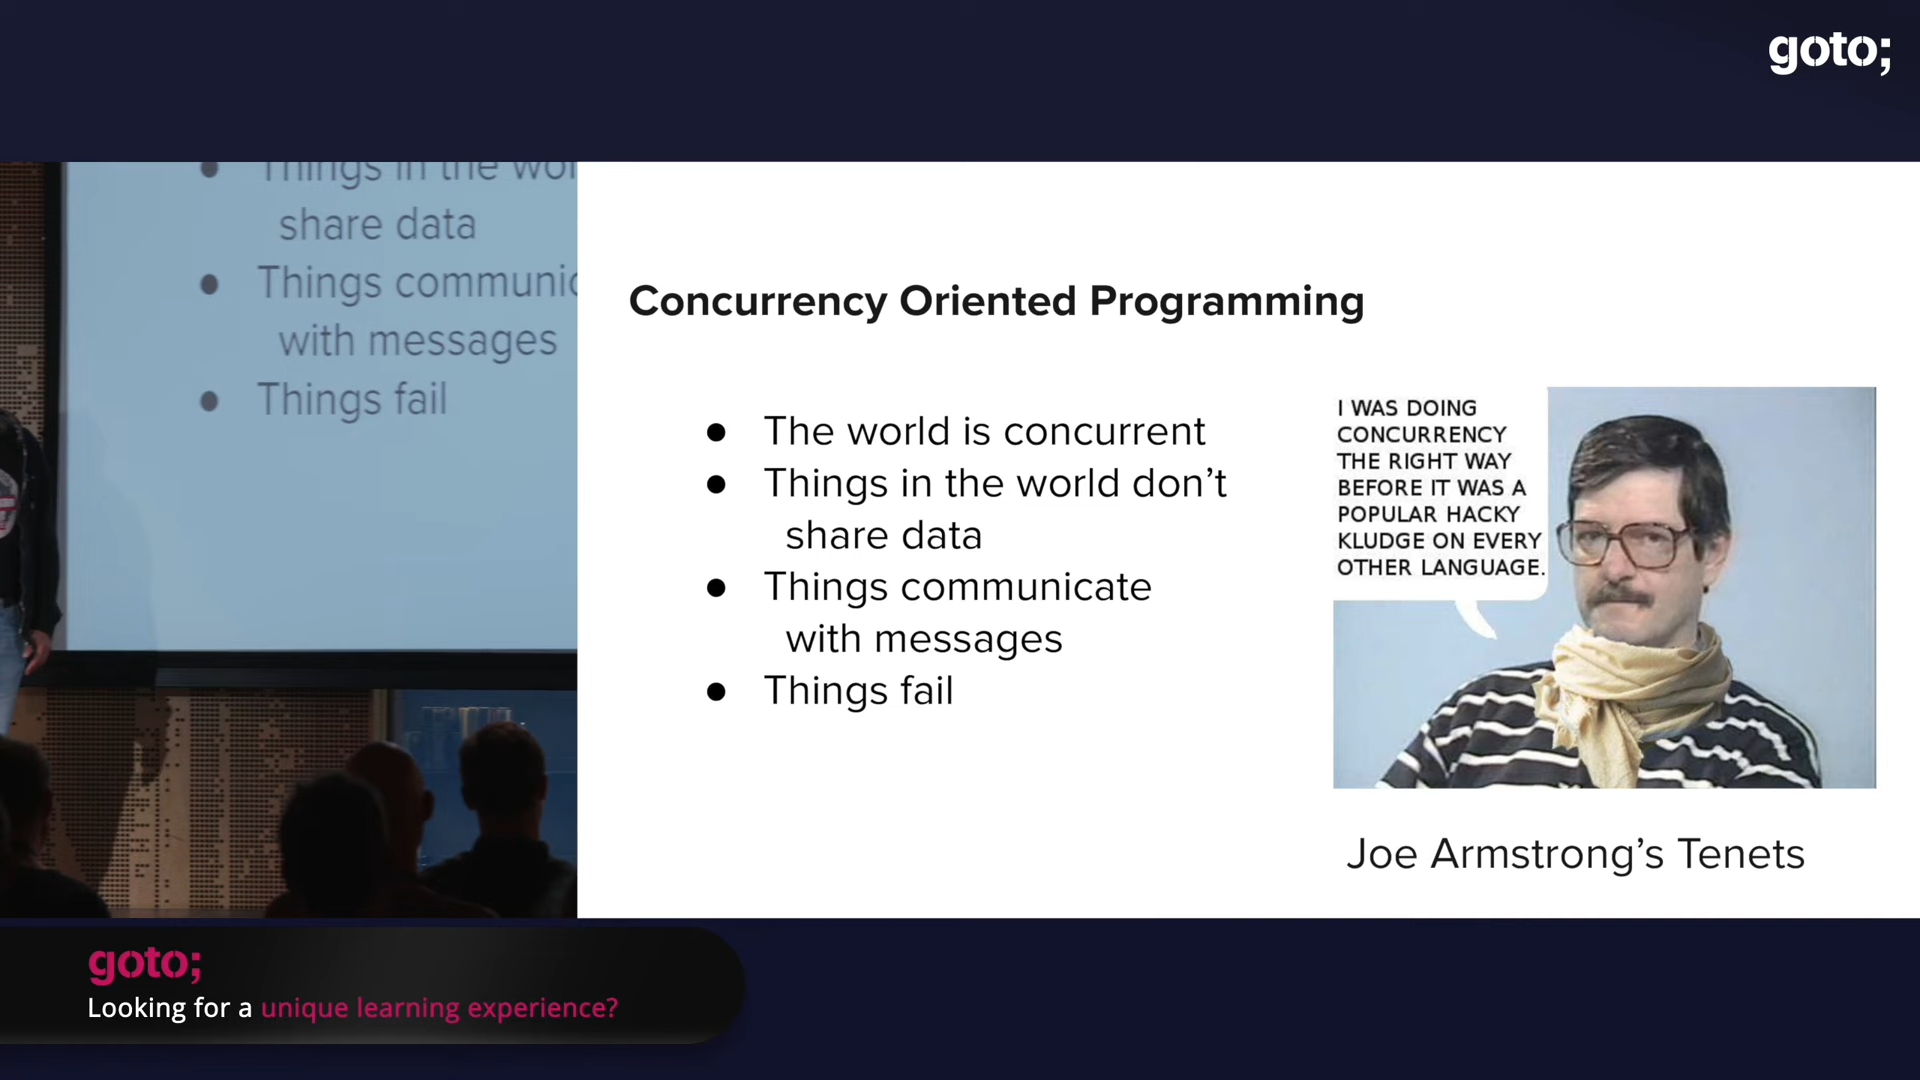 goto;
Things in the wor
share data
Things communic
with messages
Things fail
Concurrency Oriented Programming
● The world is concurrent
● Things in the world don’t
share data
● Things communicate
with messages
● Things fail
I WAS DOING
CONCURRENCY
THE RIGHT WAY
BEFORE IT WAS A
POPULAR HACKY
KLUDGE ON EVERY
OTHER LANGUAGE.
Joe Armstrong’s Tenets
goto;
Looking for a unique learning experience?